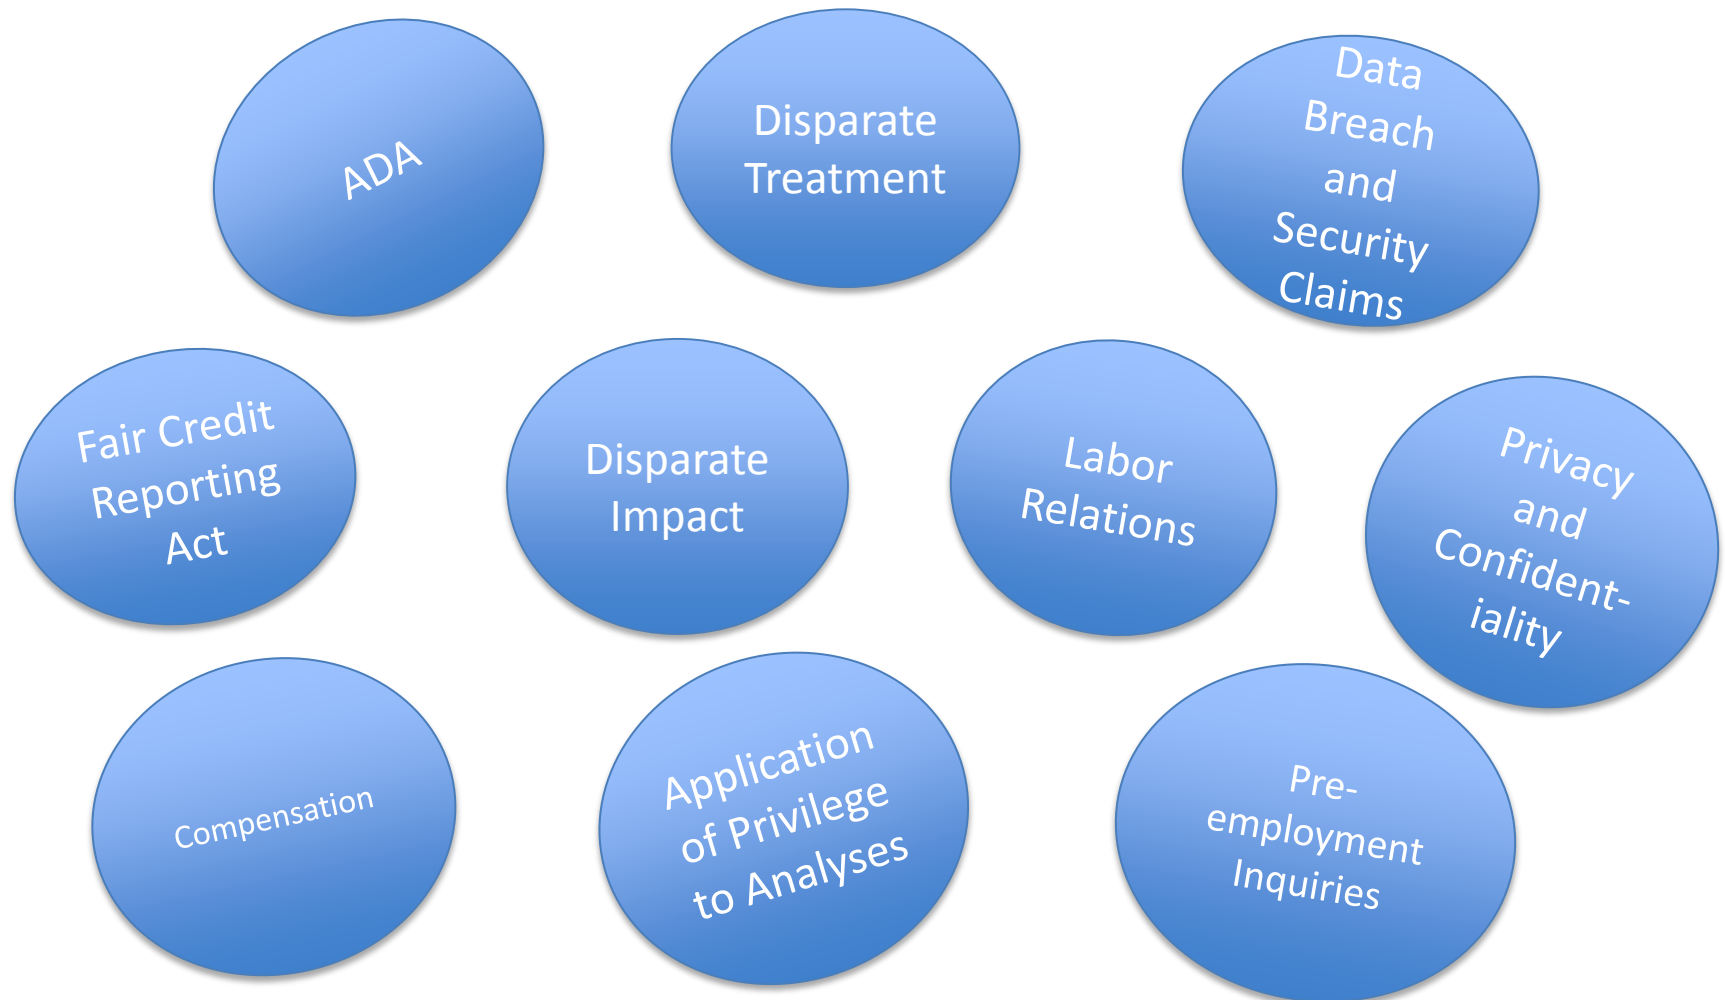 ADA
Disparate
Treatment
Data
Breach
and
Security
Claims
Fair Credit
Reporting
Act
Disparate
Impact
Labor
Relations
Privacy
and
Confident-
iality
Compensation
Application
of Privilege
to Analyses
Pre-
employment
Inquiries